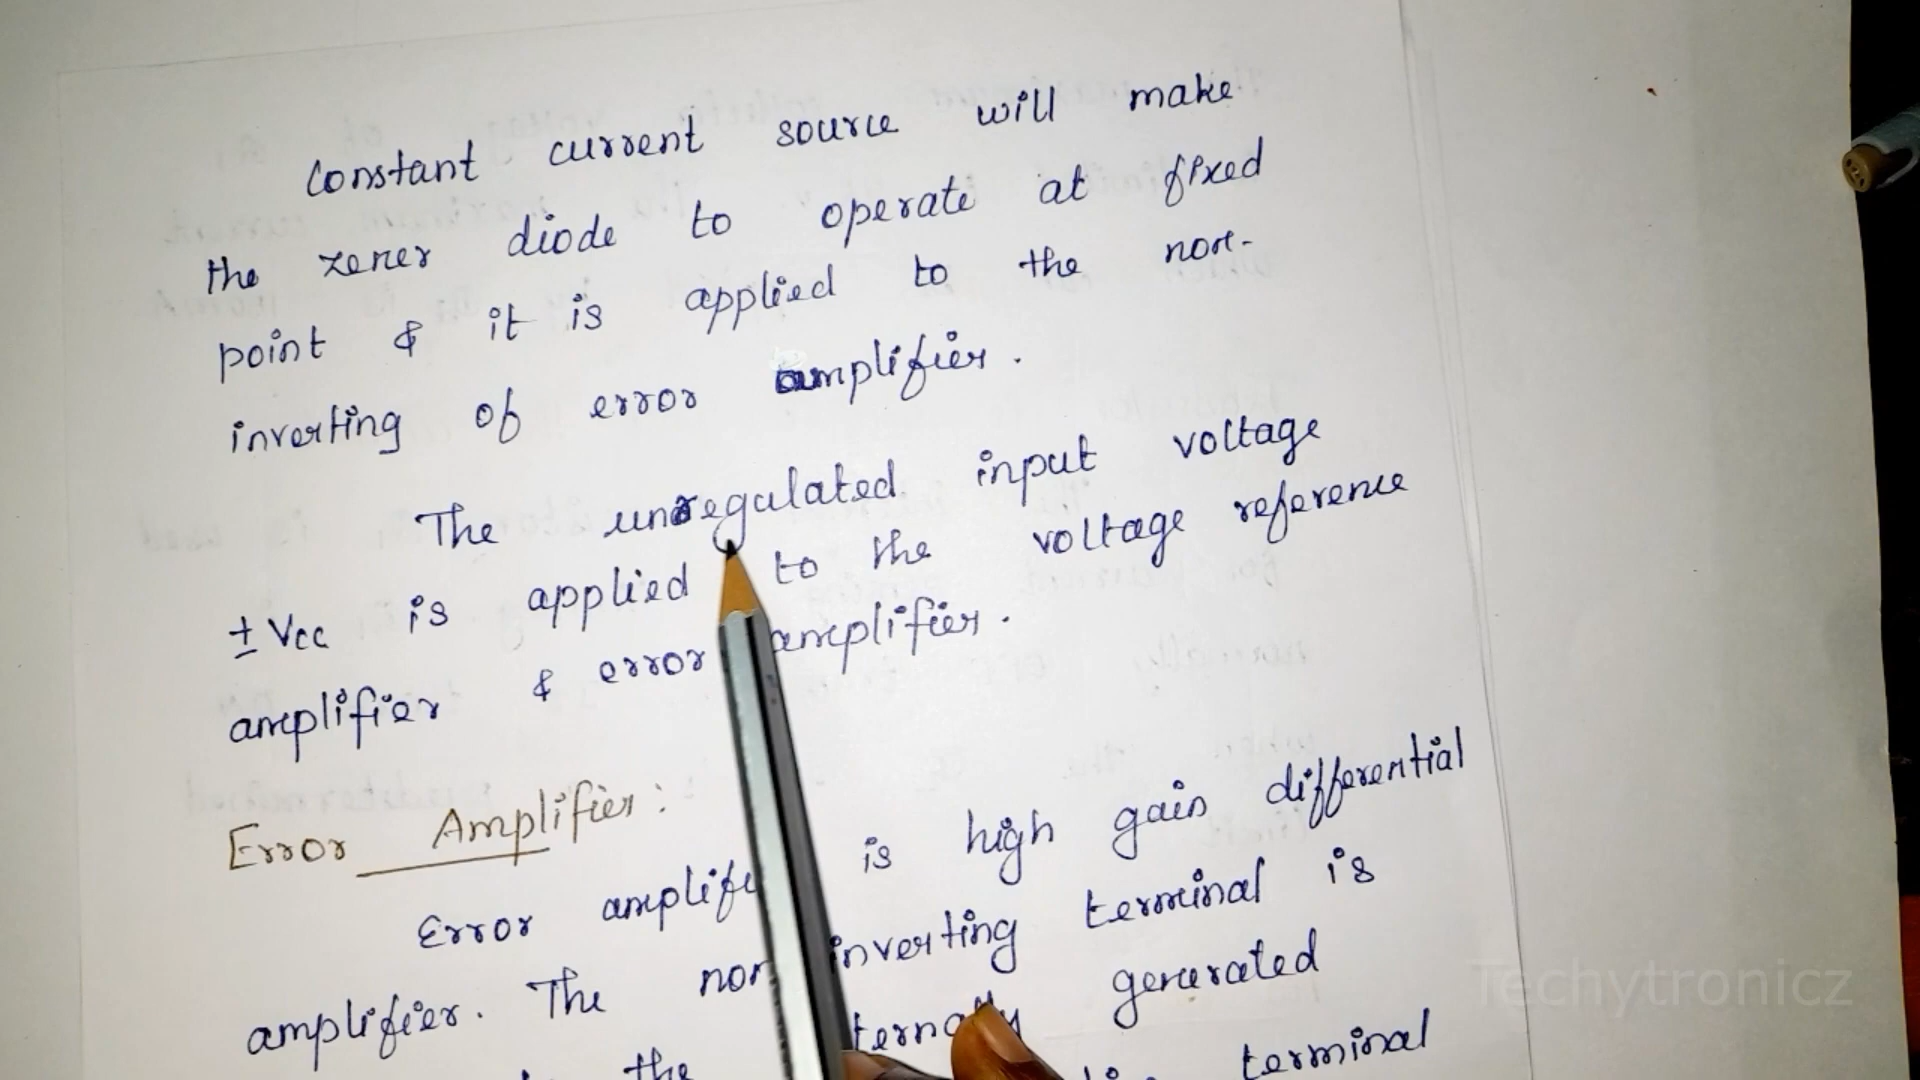 Constant current source will make
the zener diode to operate at fixed
point & it is applied to the non-
inverting of error amplifier.
The unregulated input voltage
± Vcc is applied to the voltage reference
amplifier & error amplifier.
Error Amplifier:
Error is high gain differential
amplifier. The inverting terminal is
the generated
terminal
Techytronicz